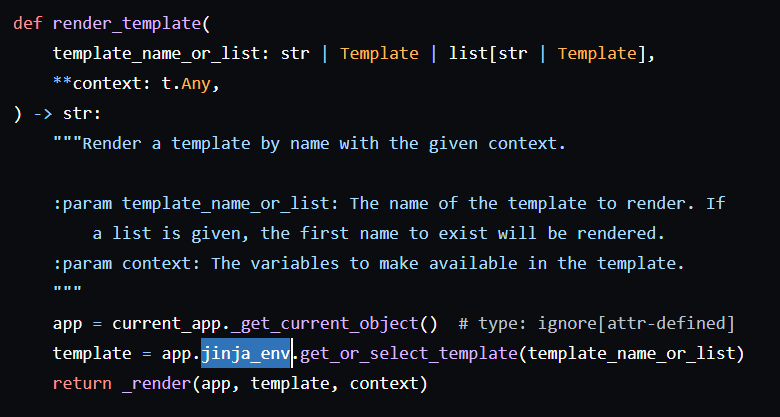 def render_template(
    template_name_or_list: str | Template | list[str | Template],
    **context: t.Any,
) -> str:
    """Render a template by name with the given context.

    :param template_name_or_list: The name of the template to render. If
        a list is given, the first name to exist will be rendered.
    :param context: The variables to make available in the template.
    """
    app = current_app._get_current_object()  # type: ignore[attr-defined]
    template = app.jinja_env.get_or_select_template(template_name_or_list)
    return _render(app, template, context)